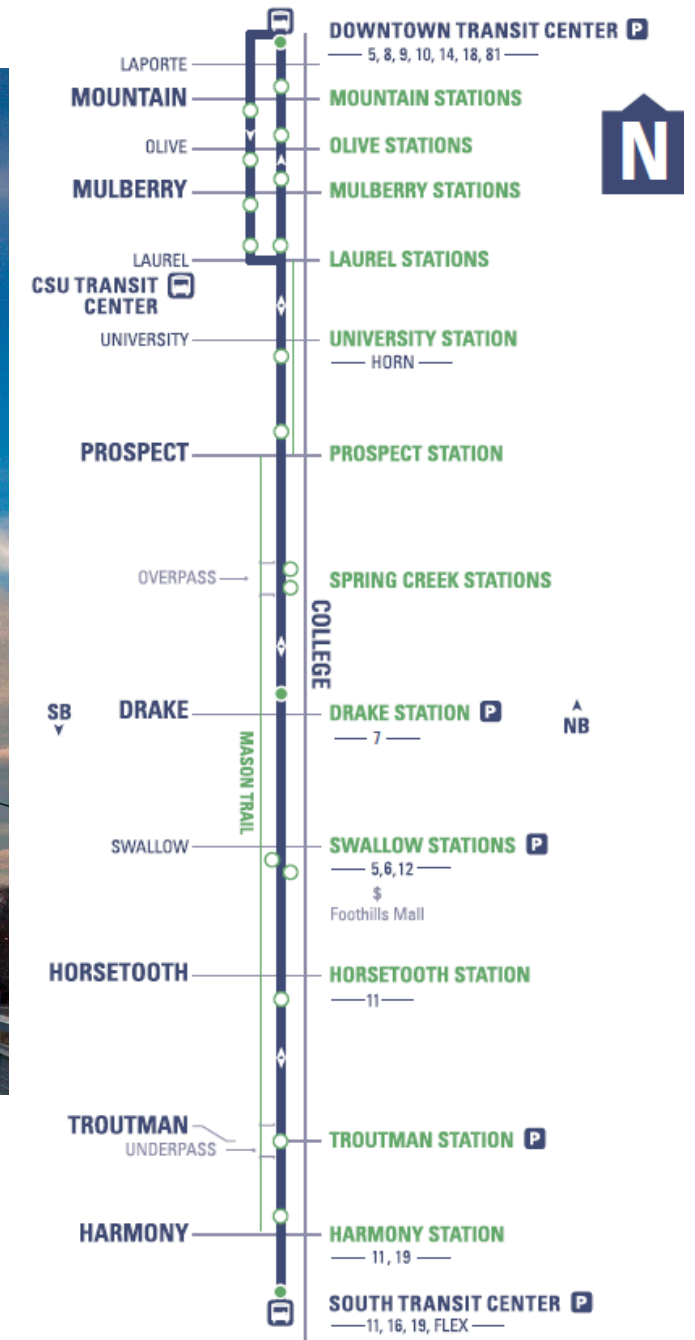 DOWNTOWN TRANSIT CENTER P
5, 8, 9, 10, 14, 18, 81
LAPORTE
MOUNTAIN
MOUNTAIN STATIONS
N
OLIVE
OLIVE STATIONS
MULBERRY
MULBERRY STATIONS
LAUREL
LAUREL STATIONS
CSU TRANSIT
CENTER
UNIVERSITY
UNIVERSITY STATION
HORN
PROSPECT
PROSPECT STATION
OVERPASS
SPRING CREEK STATIONS
COLLEGE
SB
DRAKE
DRAKE STATION P
7
NB
MASON TRAIL
SWALLOW
SWALLOW STATIONS P
5,6,12
$
Foothills Mall
HORSETOOTH
HORSETOOTH STATION
11
TROUTMAN
UNDERPASS
TROUTMAN STATION P
HARMONY
HARMONY STATION
11, 19
SOUTH TRANSIT CENTER P
11, 16, 19, FLEX